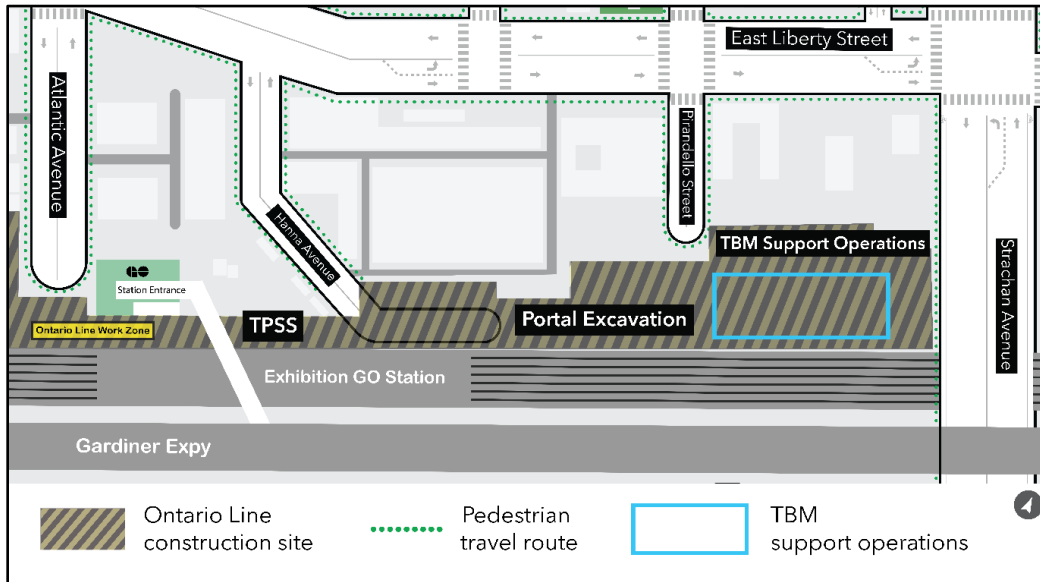 East Liberty Street
Atlantic Avenue
Hanna Avenue
Pirandello Street
Strachan Avenue
GO
Station Entrance
TBM Support Operations
Ontario Line Work Zone
TPSS
Portal Excavation
Exhibition GO Station
Gardiner Expy
Ontario Line
construction site
Pedestrian
travel route
TBM
support operations